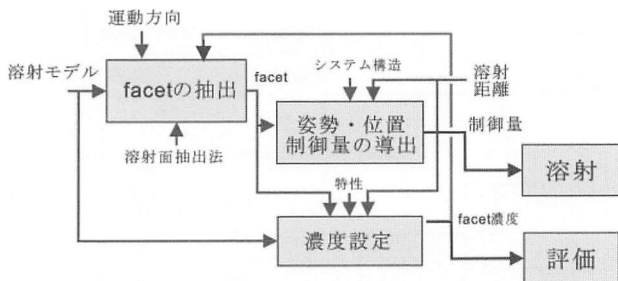 運動方向
溶射モデル
facetの抽出
facet
溶射面抽出法
システム構造
溶射
距離
姿勢・位置
制御量の導出
制御量
溶射
特性
濃度設定
facet濃度
評価